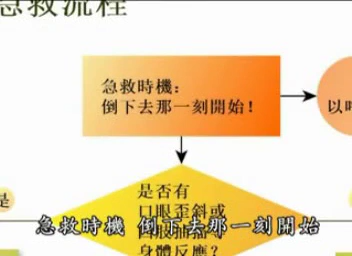 急救流程
急救時機：
倒下去那一刻開始！
以
是
是否有
口眼歪斜或
身體反應？
急救時機 倒下去那一刻開始